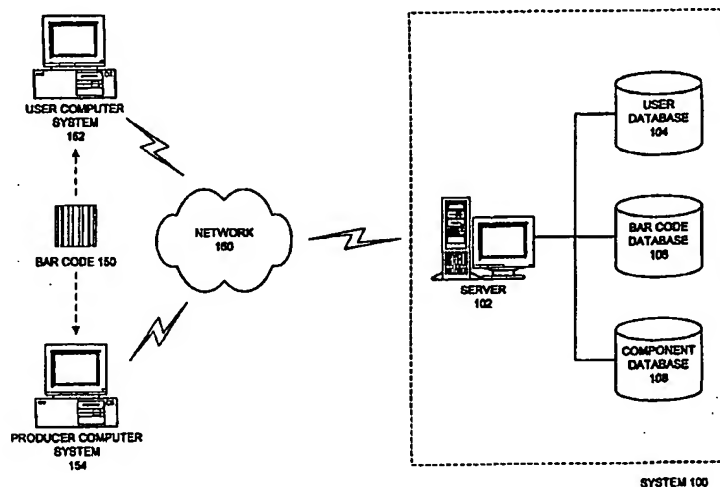 USER COMPUTER
SYSTEM
152
BAR CODE 150
PRODUCER COMPUTER
SYSTEM
154
NETWORK
160
SERVER
102
USER
DATABASE
104
BAR CODE
DATABASE
106
COMPONENT
DATABASE
108
SYSTEM 100